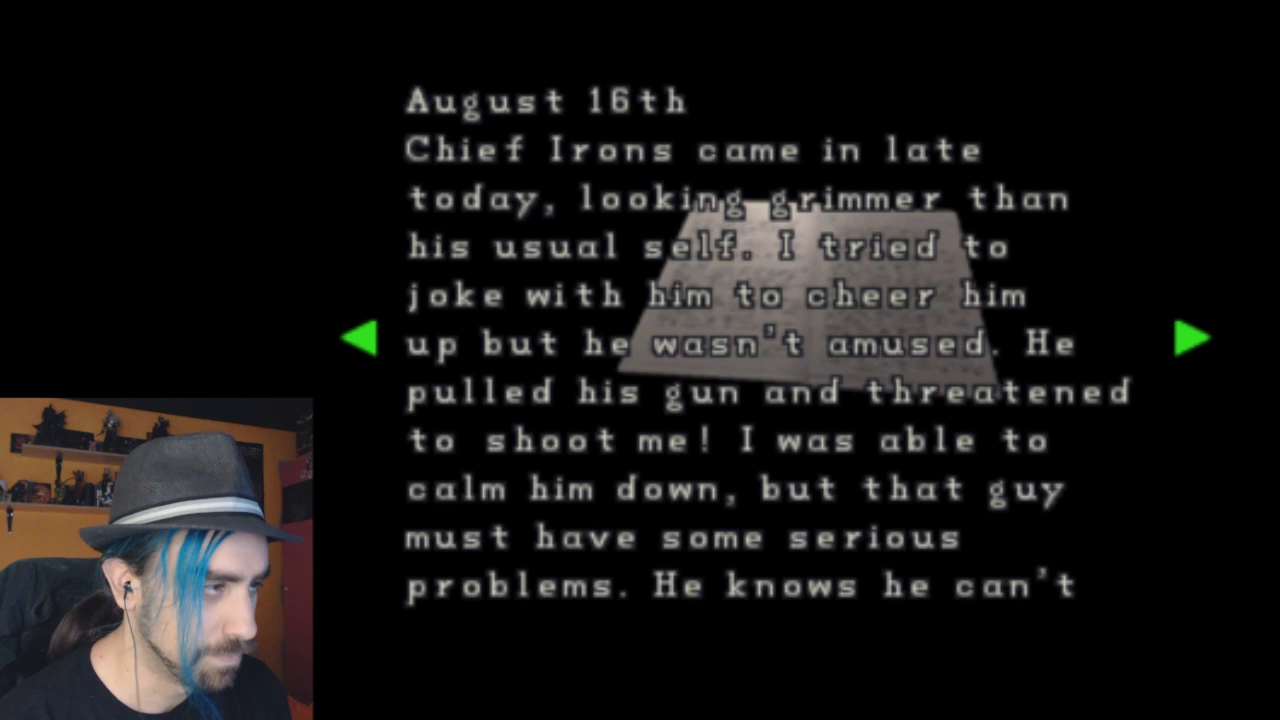 August 16th
Chief Irons came in late
today, looking grimmer than
his usual self. I tried to
joke with him to cheer him
up but he wasn't amused. He
pulled his gun and threatened
to shoot me! I was able to
calm him down, but that guy
must have some serious
problems. He knows he can't